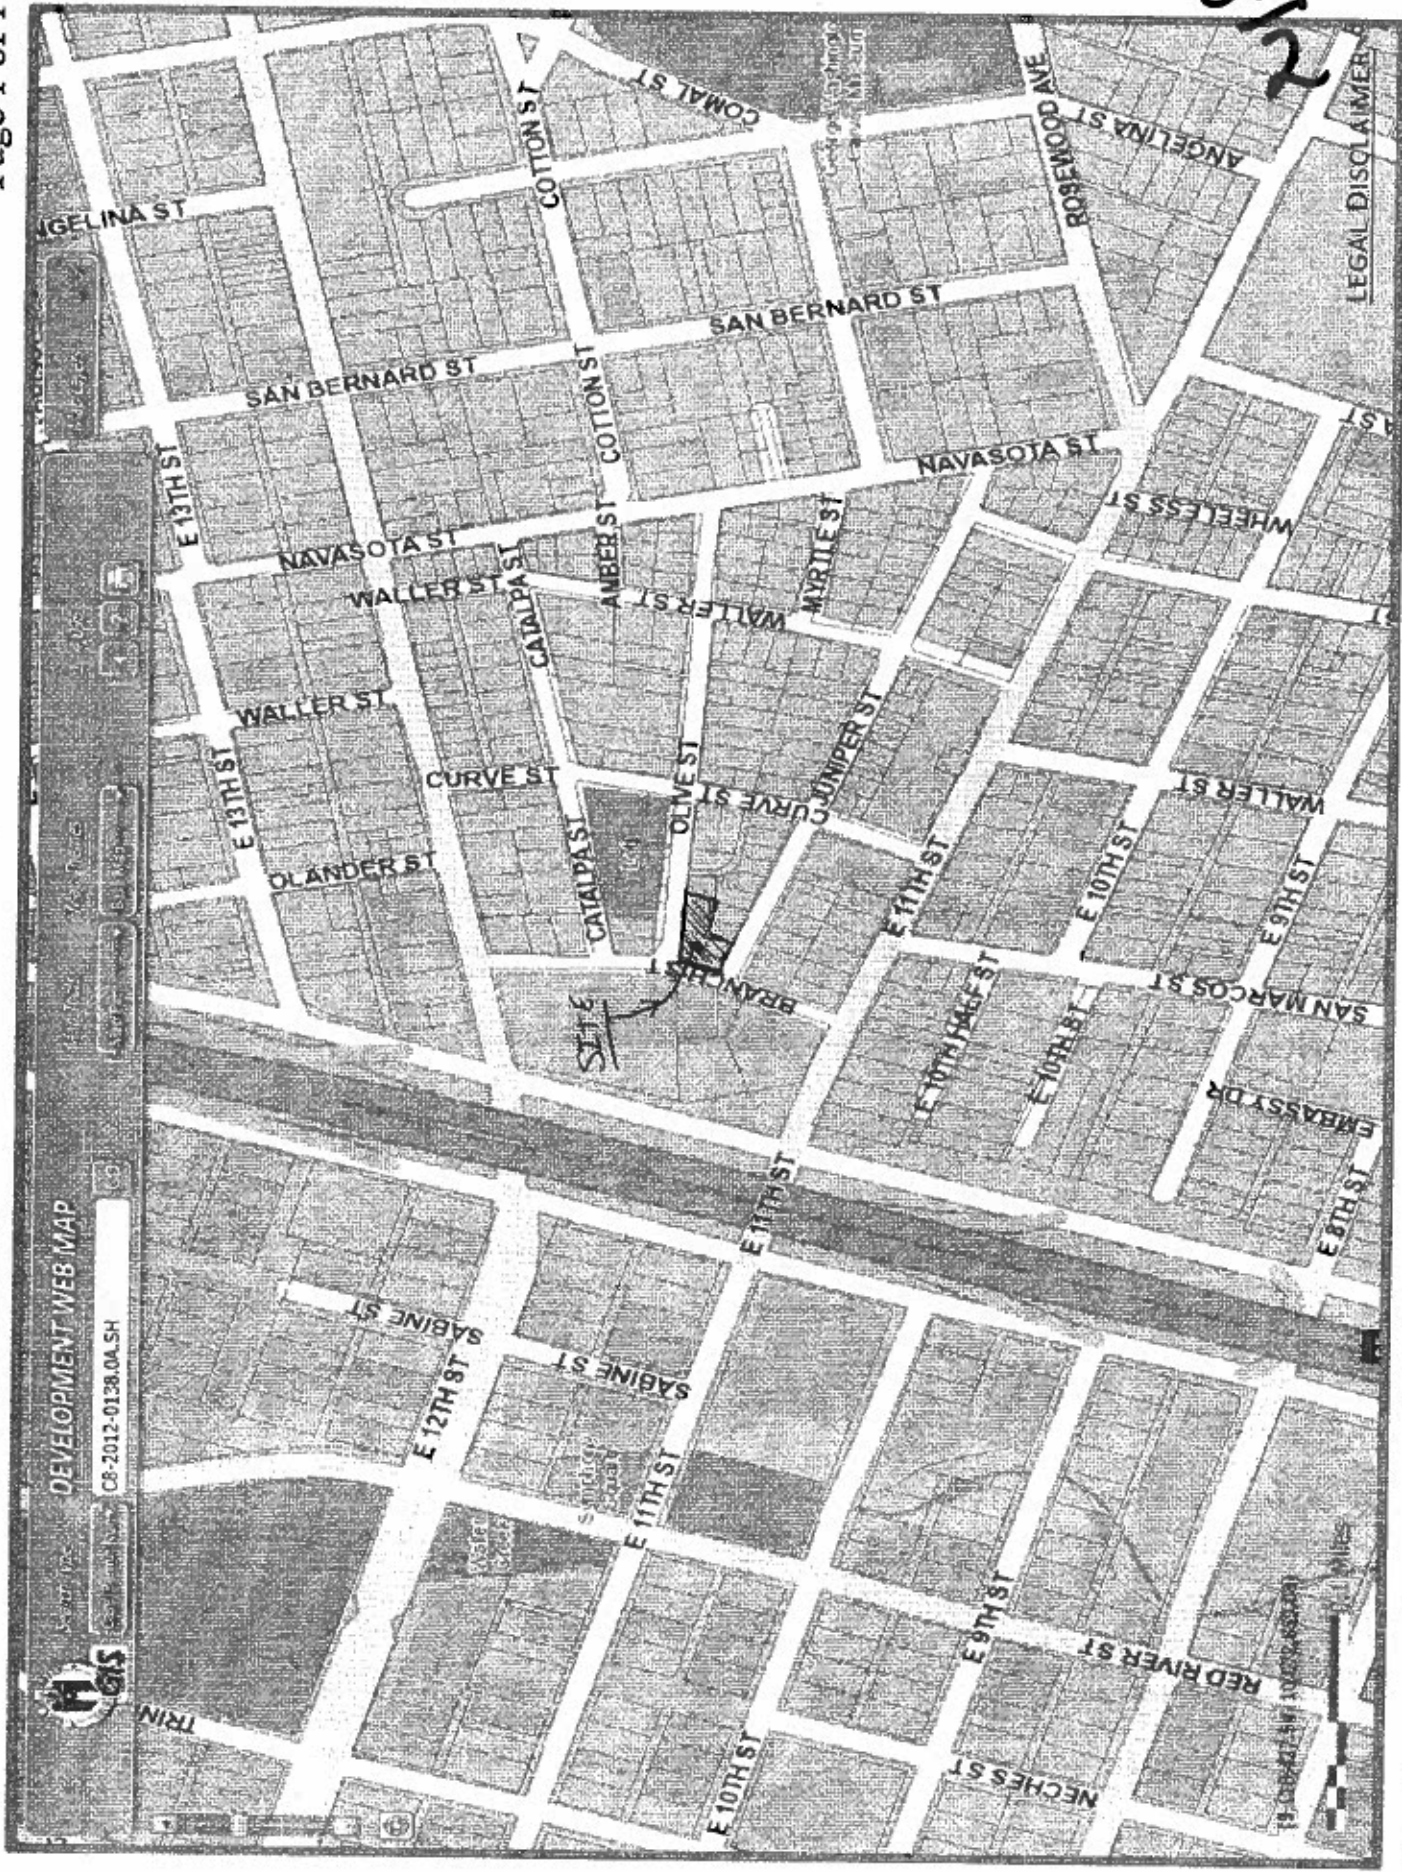 DEVELOPMENT WEB MAP
GIS
C8-2012-0138.0A.SH
LEGAL DISCLAIMER
ANGELINA ST
COMAL ST
COTTON ST
ROSEWOOD AVE
NGELINA ST
SAN BERNARD ST
SAN BERNARD ST
COTTON ST
E 13TH ST
NAVASOTA ST
NAVASOTA ST
WHEELESS ST
AMBER ST
MYRTLE ST
WALLER ST
CATALPA ST
WALLER ST
WALLER ST
E 13TH ST
CURVE ST
OLIVE ST
CURVE ST
JUNIPER ST
WALLER ST
OLANDER ST
CATALPA ST
E 11TH ST
E 10TH ST
E 9TH ST
BRANCH ST
SITE
E 10TH HALF ST
E 10TH ST
SAN MARCOS ST
EMBASSY DR
E 8TH ST
E 11TH ST
SABINE ST
SABINE ST
E 12TH ST
E 11TH ST
E 9TH ST
RED RIVER ST
TRIN
E 10TH ST
NECHES ST
Miles